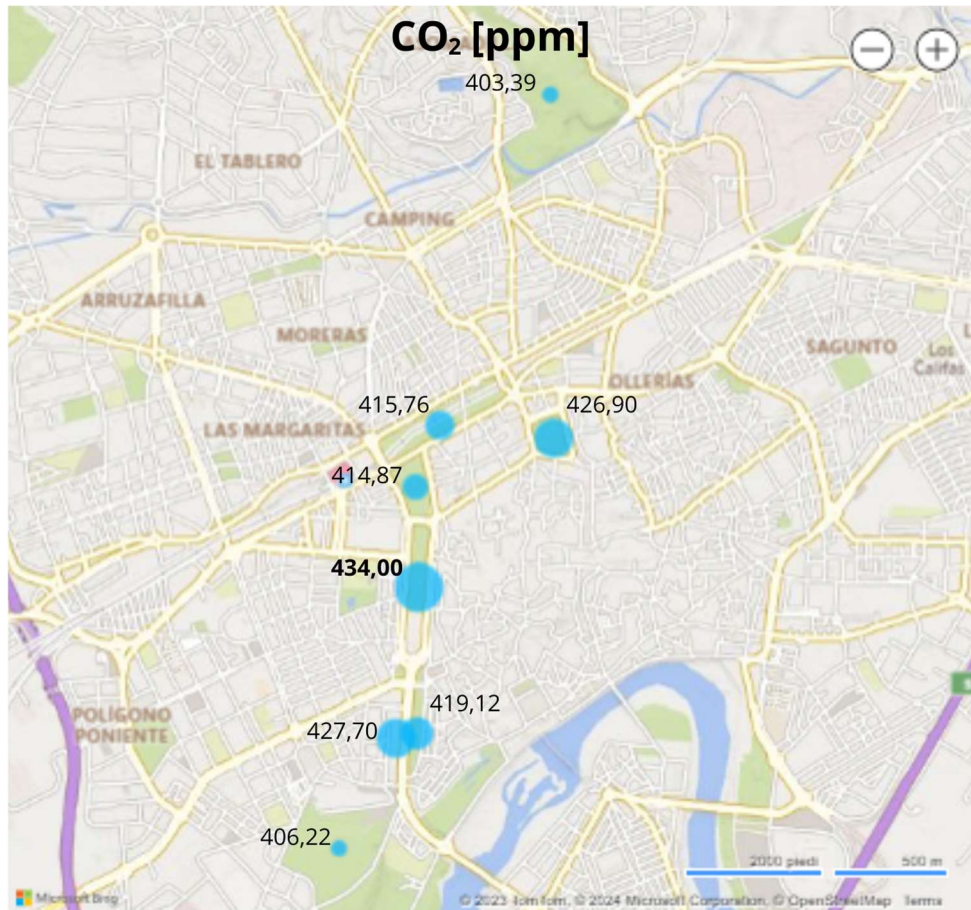 CO₂ [ppm]
− +
403,39
EL TABLERO
CAMPING
ARRUZAFILLA
MORERAS
SAGUNTO
Los
Califas
OLLERÍAS
415,76
426,90
LAS MARGARITAS
414,87
434,00
419,12
POLÍGONO
PONIENTE
427,70
406,22
2000 piedi 500 m
Microsoft Bing
© 2023 TomTom, © 2024 Microsoft Corporation, © OpenStreetMap Terms